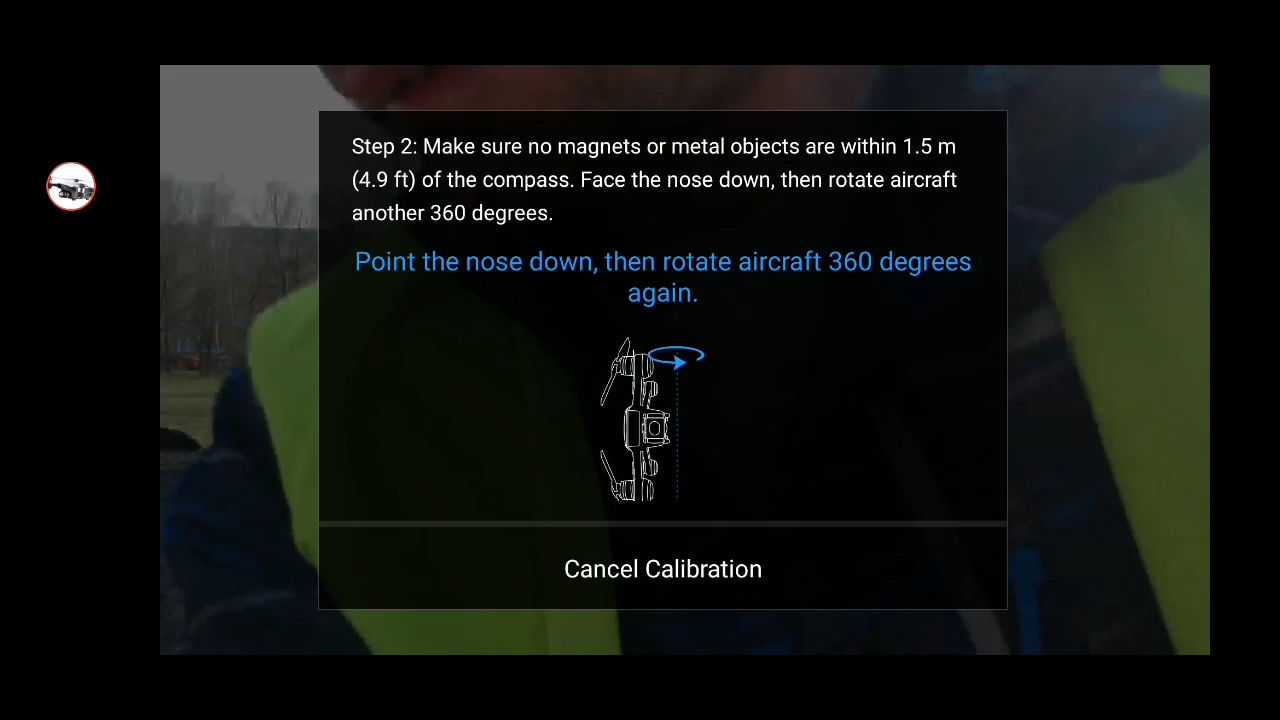 Step 2: Make sure no magnets or metal objects are within 1.5 m
(4.9 ft) of the compass. Face the nose down, then rotate aircraft
another 360 degrees.
Point the nose down, then rotate aircraft 360 degrees
again.
Cancel Calibration